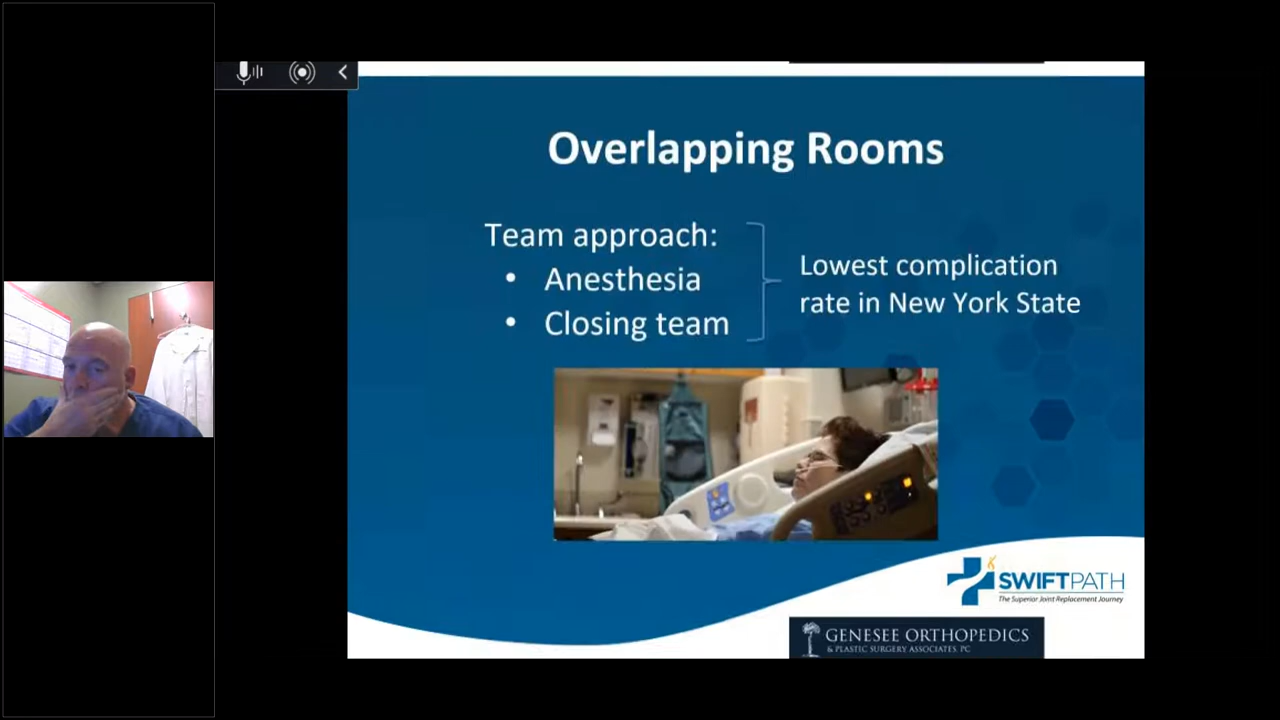 Overlapping Rooms
Team approach:
• Anesthesia
• Closing team
Lowest complication
rate in New York State
SWIFTPATH
The Superior Joint Replacement Journey
GENESEE ORTHOPEDICS
& PLASTIC SURGERY ASSOCIATES, PC